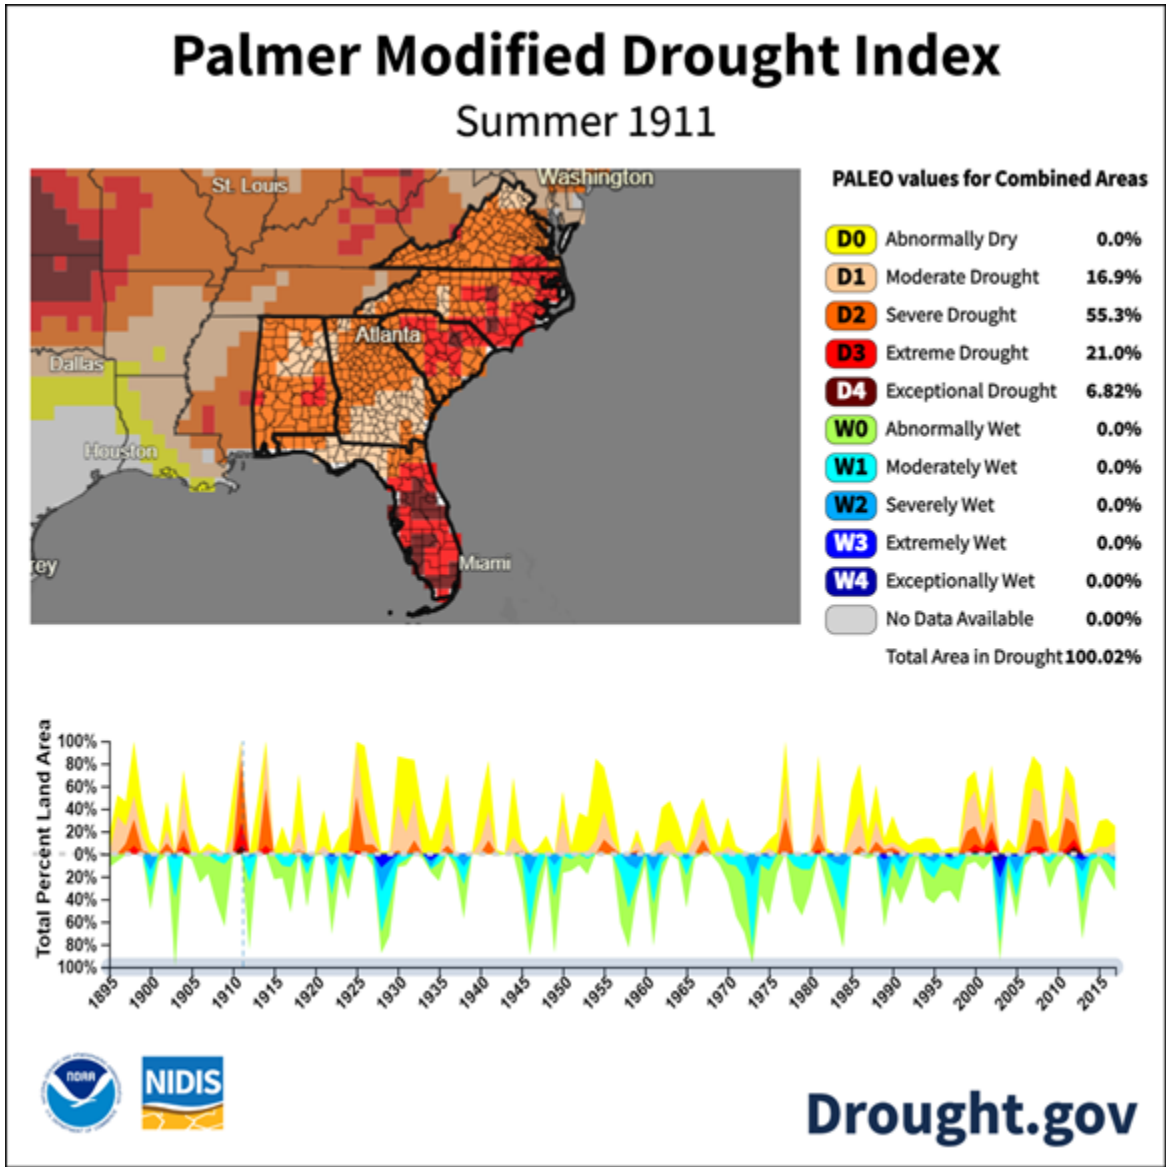 Palmer Modified Drought Index
Summer 1911
St. Louis
Washington
Atlanta
Dallas
Houston
rey
Miami
PALEO values for Combined Areas
D0 Abnormally Dry 0.0%
D1 Moderate Drought 16.9%
D2 Severe Drought 55.3%
D3 Extreme Drought 21.0%
D4 Exceptional Drought 6.82%
W0 Abnormally Wet 0.0%
W1 Moderately Wet 0.0%
W2 Severely Wet 0.0%
W3 Extremely Wet 0.0%
W4 Exceptionally Wet 0.00%
No Data Available 0.00%
Total Area in Drought 100.02%
Total Percent Land Area
100%
80%
60%
40%
20%
0%
20%
40%
60%
80%
100%
1895 1900 1905 1910 1915 1920 1925 1930 1935 1940 1945 1950 1955 1960 1965 1970 1975 1980 1985 1990 1995 2000 2005 2010 2015
NOAA
NIDIS
Drought.gov